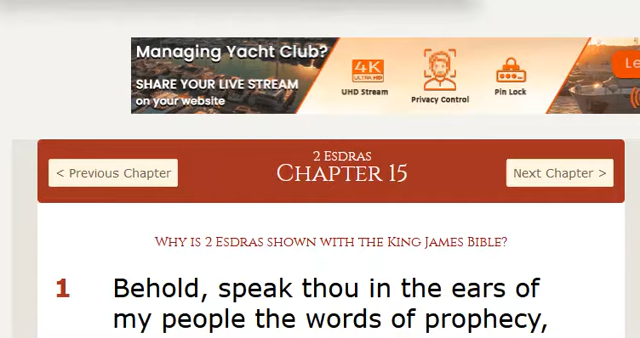 Managing Yacht Club?
SHARE YOUR LIVE STREAM
on your website
4K
ULTRA HD
UHD Stream
Privacy Control
Pin Lock
2 Esdras
Chapter 15
< Previous Chapter
Next Chapter >
Why is 2 Esdras shown with the King James Bible?
1 Behold, speak thou in the ears of
my people the words of prophecy,